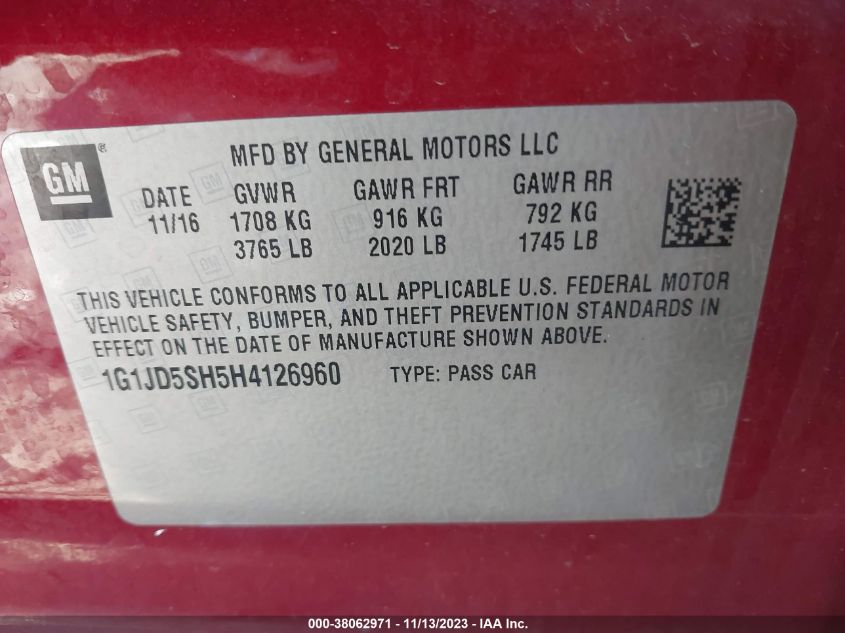 GM ®
MFD BY GENERAL MOTORS LLC
DATE GVWR GAWR FRT GAWR RR
11/16 1708 KG 916 KG 792 KG
3765 LB 2020 LB 1745 LB
THIS VEHICLE CONFORMS TO ALL APPLICABLE U.S. FEDERAL MOTOR
VEHICLE SAFETY, BUMPER, AND THEFT PREVENTION STANDARDS IN
EFFECT ON THE DATE OF MANUFACTURE SHOWN ABOVE.
1G1JD5SH5H4126960 TYPE: PASS CAR
000-38062971 - 11/13/2023 - IAA Inc.